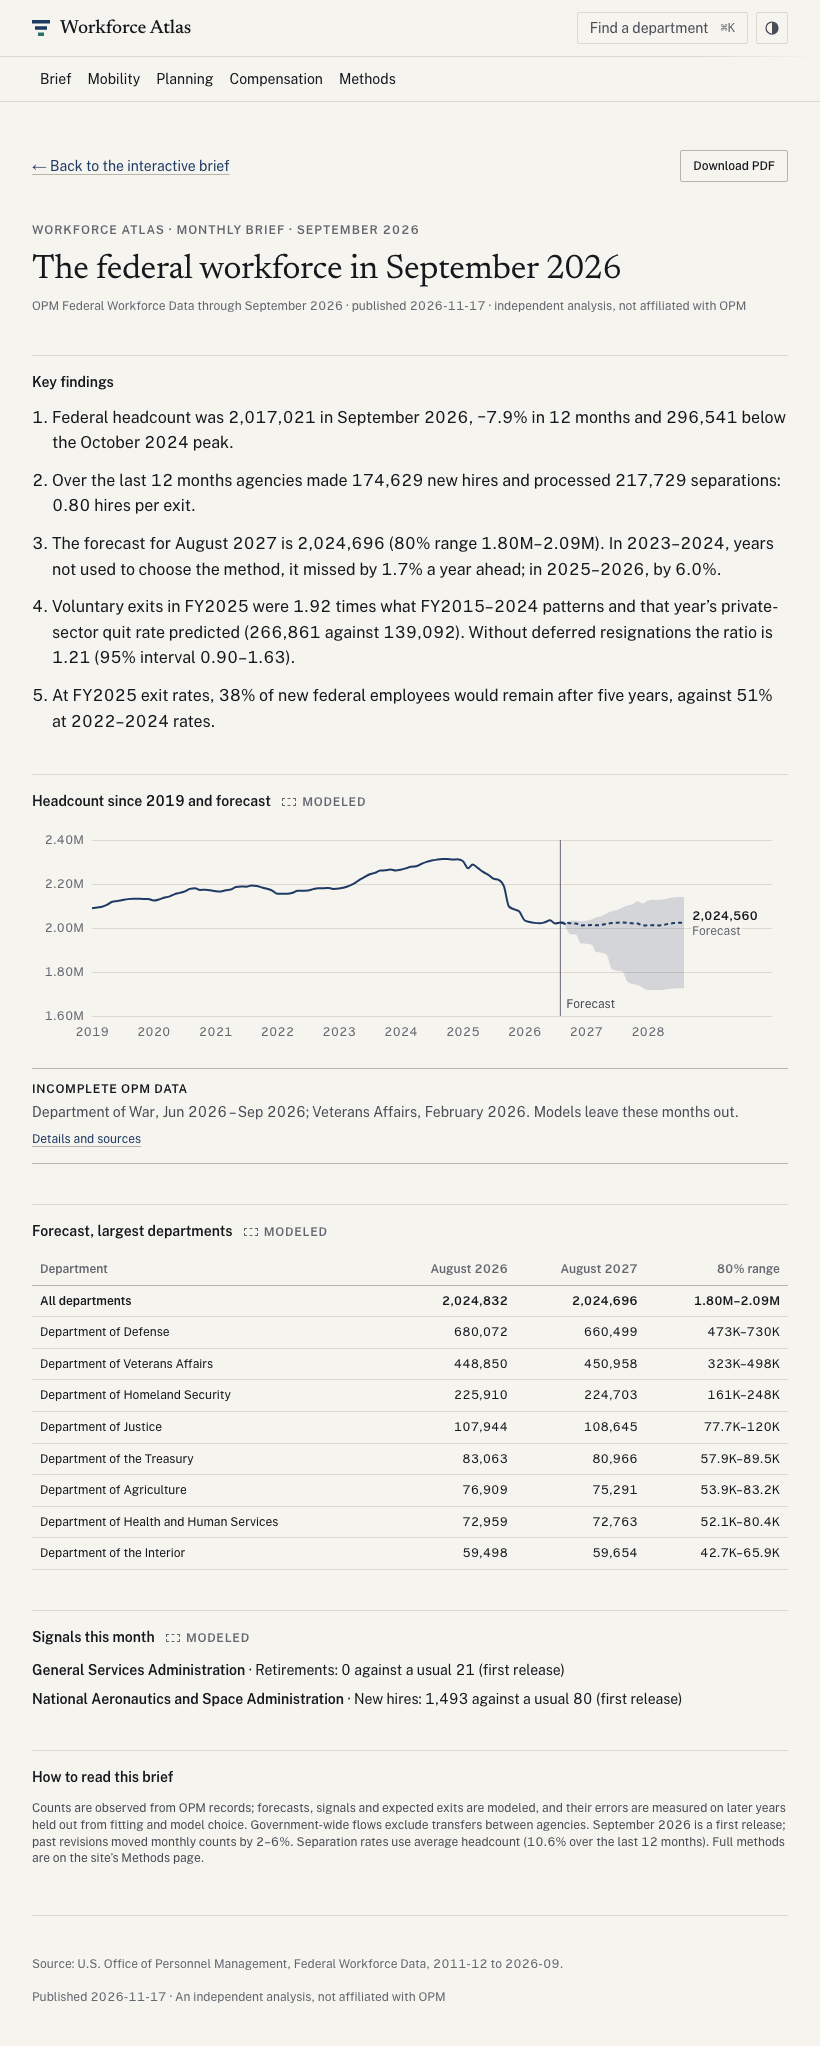 Workforce Atlas
Find a department ⌘K
Brief Mobility Planning Compensation Methods
← Back to the interactive brief
Download PDF
WORKFORCE ATLAS · MONTHLY BRIEF · SEPTEMBER 2026
The federal workforce in September 2026
OPM Federal Workforce Data through September 2026 · published 2026-11-17 · independent analysis, not affiliated with OPM
Key findings
1. Federal headcount was 2,017,021 in September 2026, −7.9% in 12 months and 296,541 below
the October 2024 peak.
2. Over the last 12 months agencies made 174,629 new hires and processed 217,729 separations:
0.80 hires per exit.
3. The forecast for August 2027 is 2,024,696 (80% range 1.80M–2.09M). In 2023–2024, years
not used to choose the method, it missed by 1.7% a year ahead; in 2025–2026, by 6.0%.
4. Voluntary exits in FY2025 were 1.92 times what FY2015–2024 patterns and that year’s private-
sector quit rate predicted (266,861 against 139,092). Without deferred resignations the ratio is
1.21 (95% interval 0.90–1.63).
5. At FY2025 exit rates, 38% of new federal employees would remain after five years, against 51%
at 2022–2024 rates.
Headcount since 2019 and forecast MODELED
2.40M
2.20M
2.00M
1.80M
1.60M
2,024,560
Forecast
Forecast
2019 2020 2021 2022 2023 2024 2025 2026 2027 2028
INCOMPLETE OPM DATA
Department of War, Jun 2026–Sep 2026; Veterans Affairs, February 2026. Models leave these months out.
Details and sources
Forecast, largest departments MODELED
Department August 2026 August 2027 80% range
All departments 2,024,832 2,024,696 1.80M–2.09M
Department of Defense 680,072 660,499 473K–730K
Department of Veterans Affairs 448,850 450,958 323K–498K
Department of Homeland Security 225,910 224,703 161K–248K
Department of Justice 107,944 108,645 77.7K–120K
Department of the Treasury 83,063 80,966 57.9K–89.5K
Department of Agriculture 76,909 75,291 53.9K–83.2K
Department of Health and Human Services 72,959 72,763 52.1K–80.4K
Department of the Interior 59,498 59,654 42.7K–65.9K
Signals this month MODELED
General Services Administration · Retirements: 0 against a usual 21 (first release)
National Aeronautics and Space Administration · New hires: 1,493 against a usual 80 (first release)
How to read this brief
Counts are observed from OPM records; forecasts, signals and expected exits are modeled, and their errors are measured on later years
held out from fitting and model choice. Government-wide flows exclude transfers between agencies. September 2026 is a first release;
past revisions moved monthly counts by 2–6%. Separation rates use average headcount (10.6% over the last 12 months). Full methods
are on the site’s Methods page.
Source: U.S. Office of Personnel Management, Federal Workforce Data, 2011-12 to 2026-09.
Published 2026-11-17 · An independent analysis, not affiliated with OPM